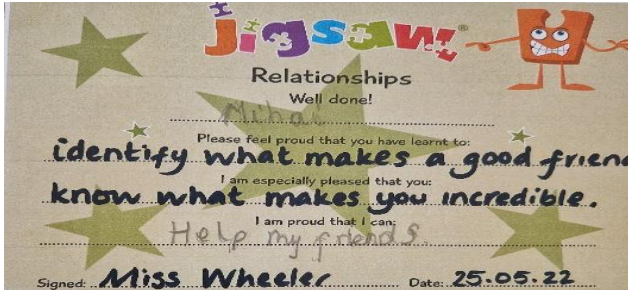 jigsaw®
Relationships
Well done!
Mihai
Please feel proud that you have learnt to:
identify what makes a good frien
I am especially pleased that you:
know what makes you incredible.
I am proud that I can:
Help my friends.
Signed: Miss Wheeler Date: 25.05.22